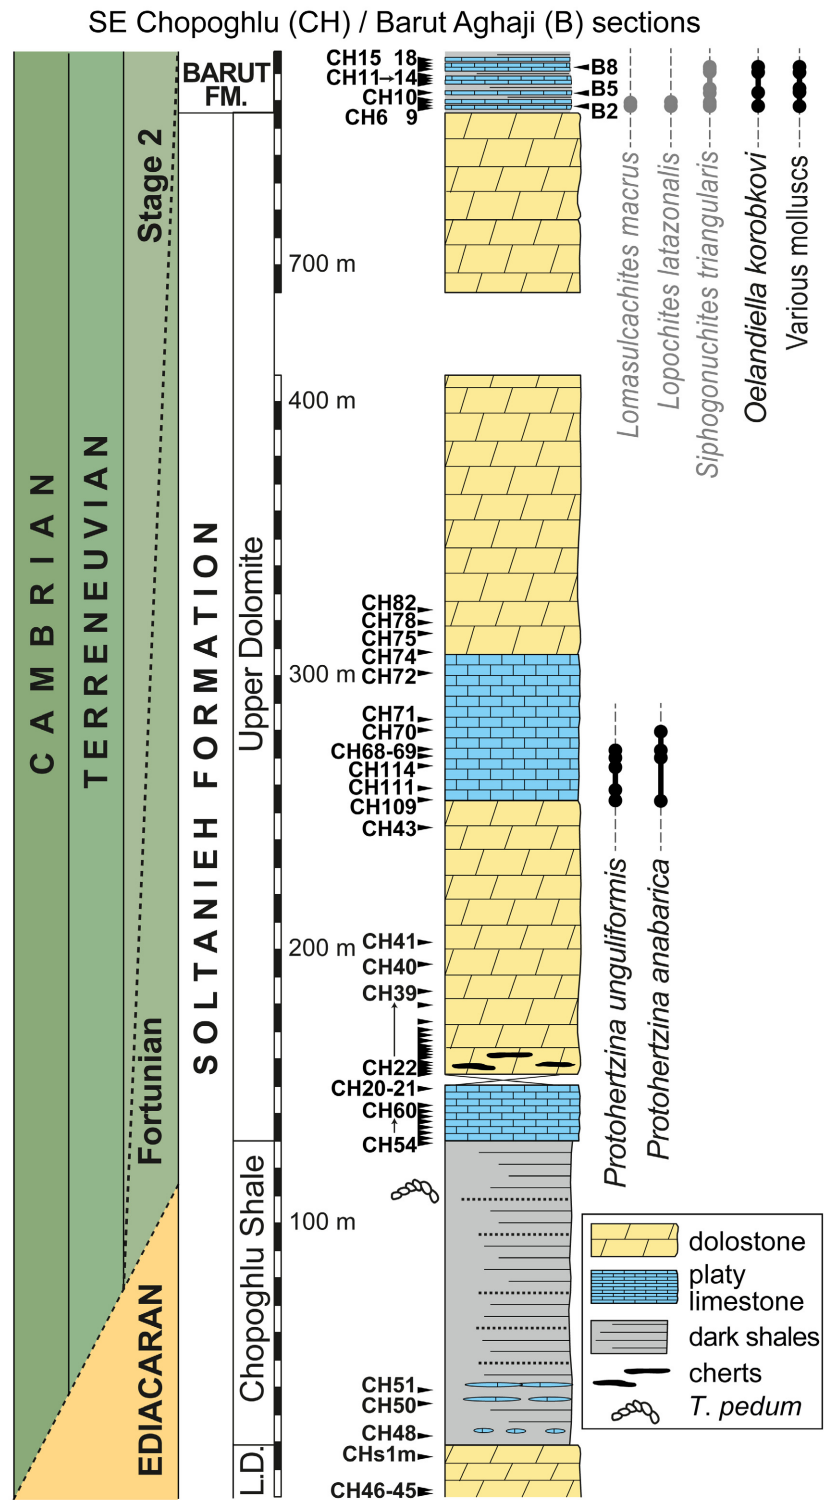 SE Chopoghlu (CH) / Barut Aghaji (B) sections
CAMBRIAN
TERRENEUVIAN
Stage 2
Fortunian
EDIACARAN
BARUT
FM.
SOLTANIEH FORMATION
Upper Dolomite
Chopoghlu Shale
L.D.
700 m
400 m
300 m
200 m
100 m
CH15 18
CH11→14
CH10
CH6 9
CH82
CH78
CH75
CH74
CH72
CH71
CH70
CH68-69
CH114
CH111
CH109
CH43
CH41
CH40
CH39
CH22
CH20-21
CH60
CH54
CH51
CH50
CH48
CHs1m
CH46-45
B8
B5
B2
Lomasulcachites macrus
Lopochites latazonalis
Siphogonuchites triangularis
Oelandiella korobkovi
Various molluscs
Protohertzina unguliformis
Protohertzina anabarica
dolostone
platy
limestone
dark shales
cherts
T. pedum